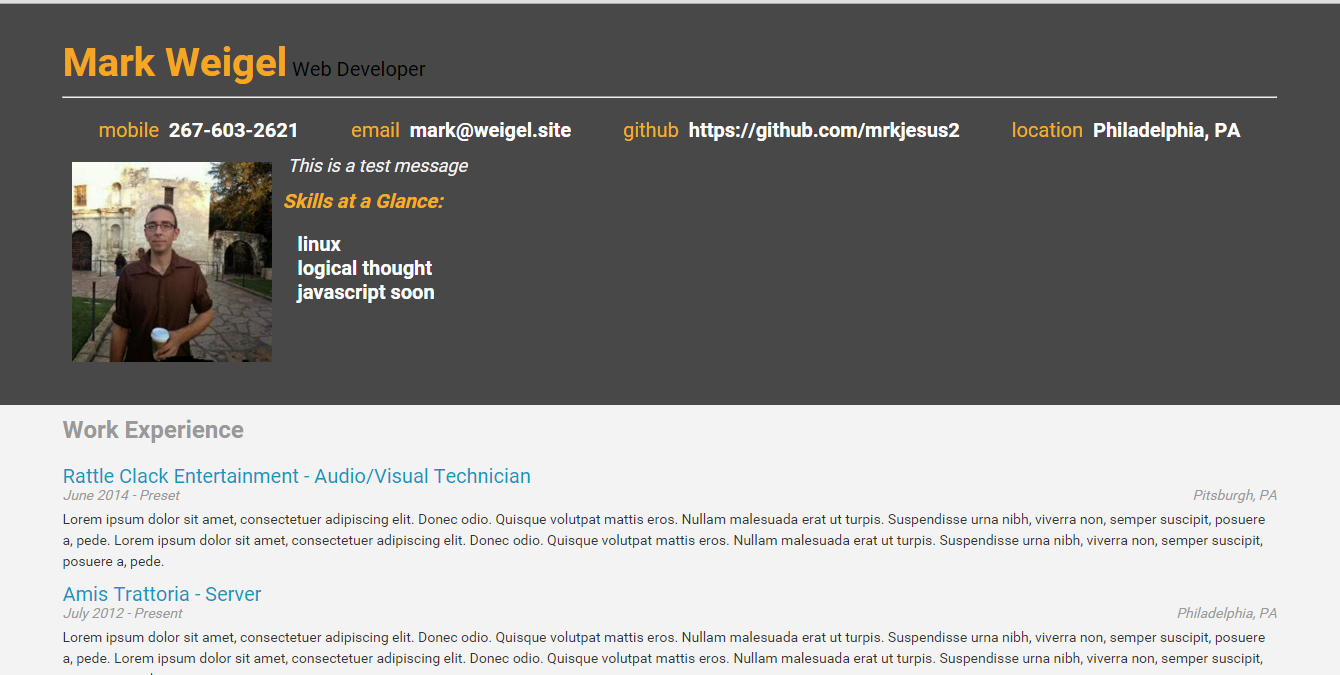 Mark Weigel Web Developer
mobile 267-603-2621 email mark@weigel.site github https://github.com/mrkjesus2 location Philadelphia, PA
This is a test message
Skills at a Glance:
linux
logical thought
javascript soon
Work Experience
Rattle Clack Entertainment - Audio/Visual Technician
June 2014 - Preset Pitsburgh, PA
Lorem ipsum dolor sit amet, consectetuer adipiscing elit. Donec odio. Quisque volutpat mattis eros. Nullam malesuada erat ut turpis. Suspendisse urna nibh, viverra non, semper suscipit, posuere
a, pede. Lorem ipsum dolor sit amet, consectetuer adipiscing elit. Donec odio. Quisque volutpat mattis eros. Nullam malesuada erat ut turpis. Suspendisse urna nibh, viverra non, semper suscipit,
posuere a, pede.
Amis Trattoria - Server
July 2012 - Present Philadelphia, PA
Lorem ipsum dolor sit amet, consectetuer adipiscing elit. Donec odio. Quisque volutpat mattis eros. Nullam malesuada erat ut turpis. Suspendisse urna nibh, viverra non, semper suscipit, posuere
a, pede. Lorem ipsum dolor sit amet, consectetuer adipiscing elit. Donec odio. Quisque volutpat mattis eros. Nullam malesuada erat ut turpis. Suspendisse urna nibh, viverra non, semper suscipit,